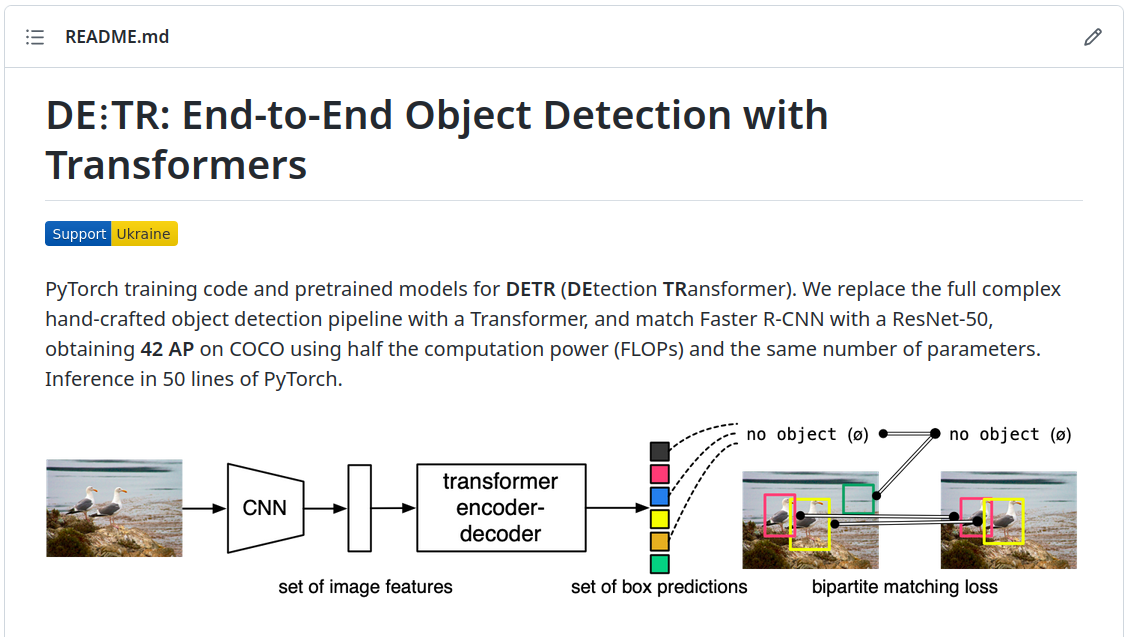 README.md
DE⋮TR: End-to-End Object Detection with
Transformers
Support Ukraine
PyTorch training code and pretrained models for DETR (DEtection TRansformer). We replace the full complex
hand-crafted object detection pipeline with a Transformer, and match Faster R-CNN with a ResNet-50,
obtaining 42 AP on COCO using half the computation power (FLOPs) and the same number of parameters.
Inference in 50 lines of PyTorch.
no object (ø)
no object (ø)
CNN
transformer
encoder-
decoder
set of image features
set of box predictions
bipartite matching loss